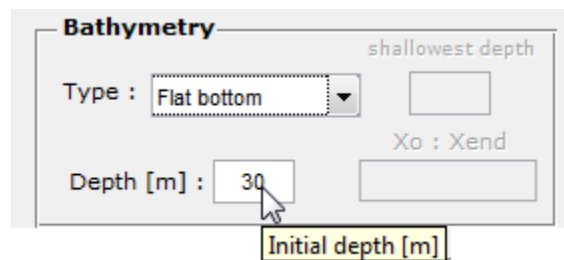 Bathymetry
shallowest depth
Type : Flat bottom
Xo : Xend
Depth [m] : 30
Initial depth [m]